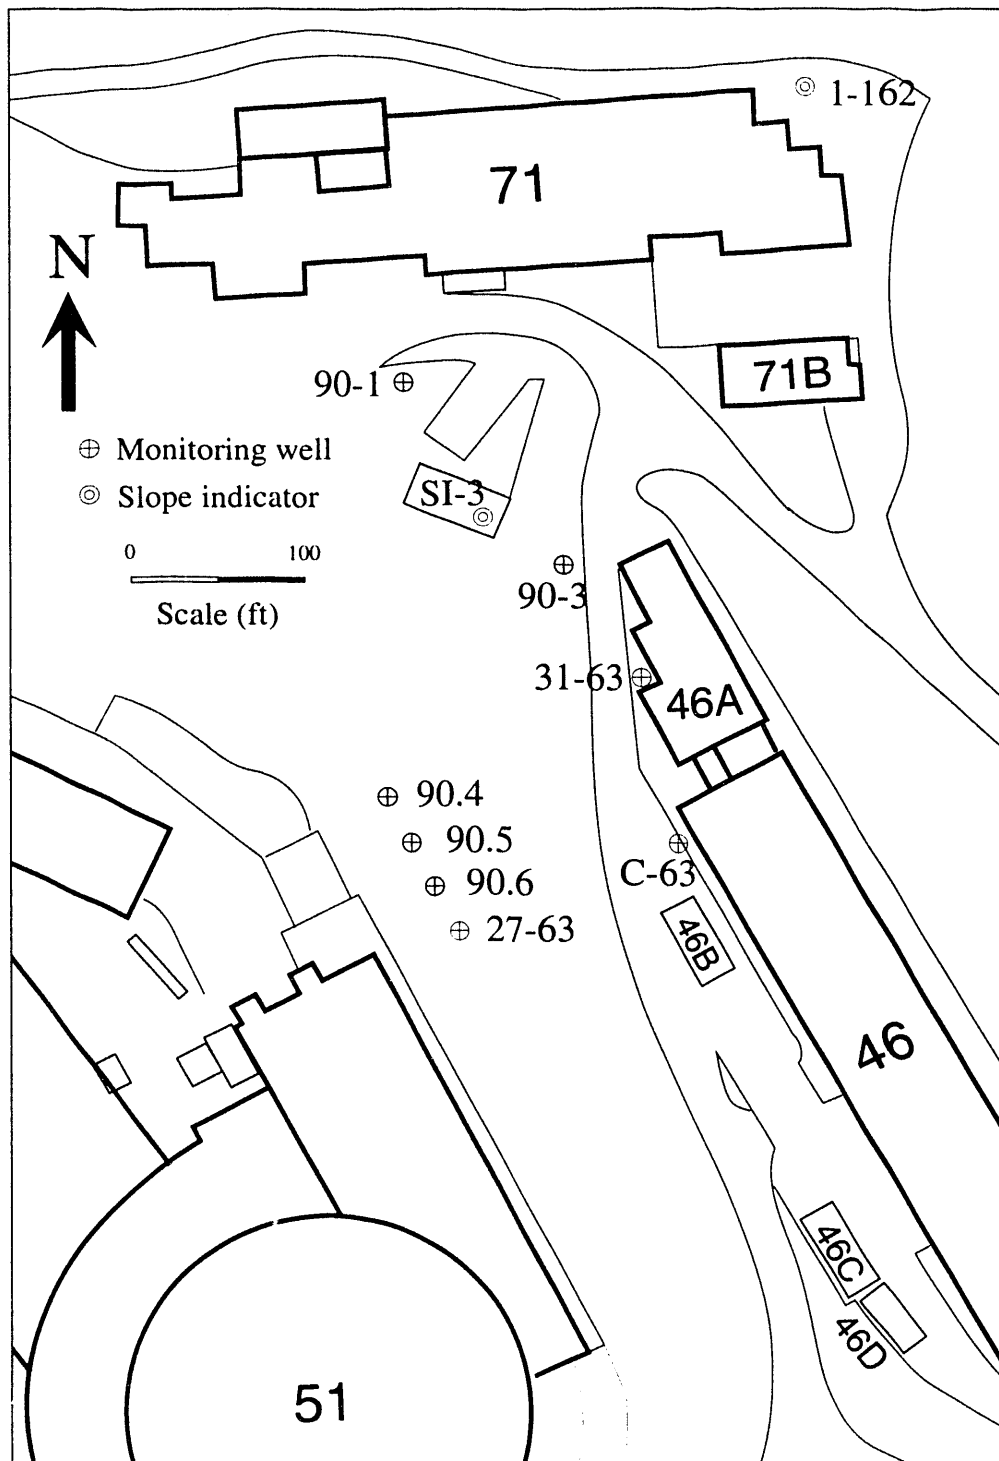 1-162
71
N
71B
90-1
Monitoring well
Slope indicator
SI-3
0 100
Scale (ft)
90-3
31-63
46A
90.4
90.5
90.6
C-63
27-63
46B
46
46C
46D
51